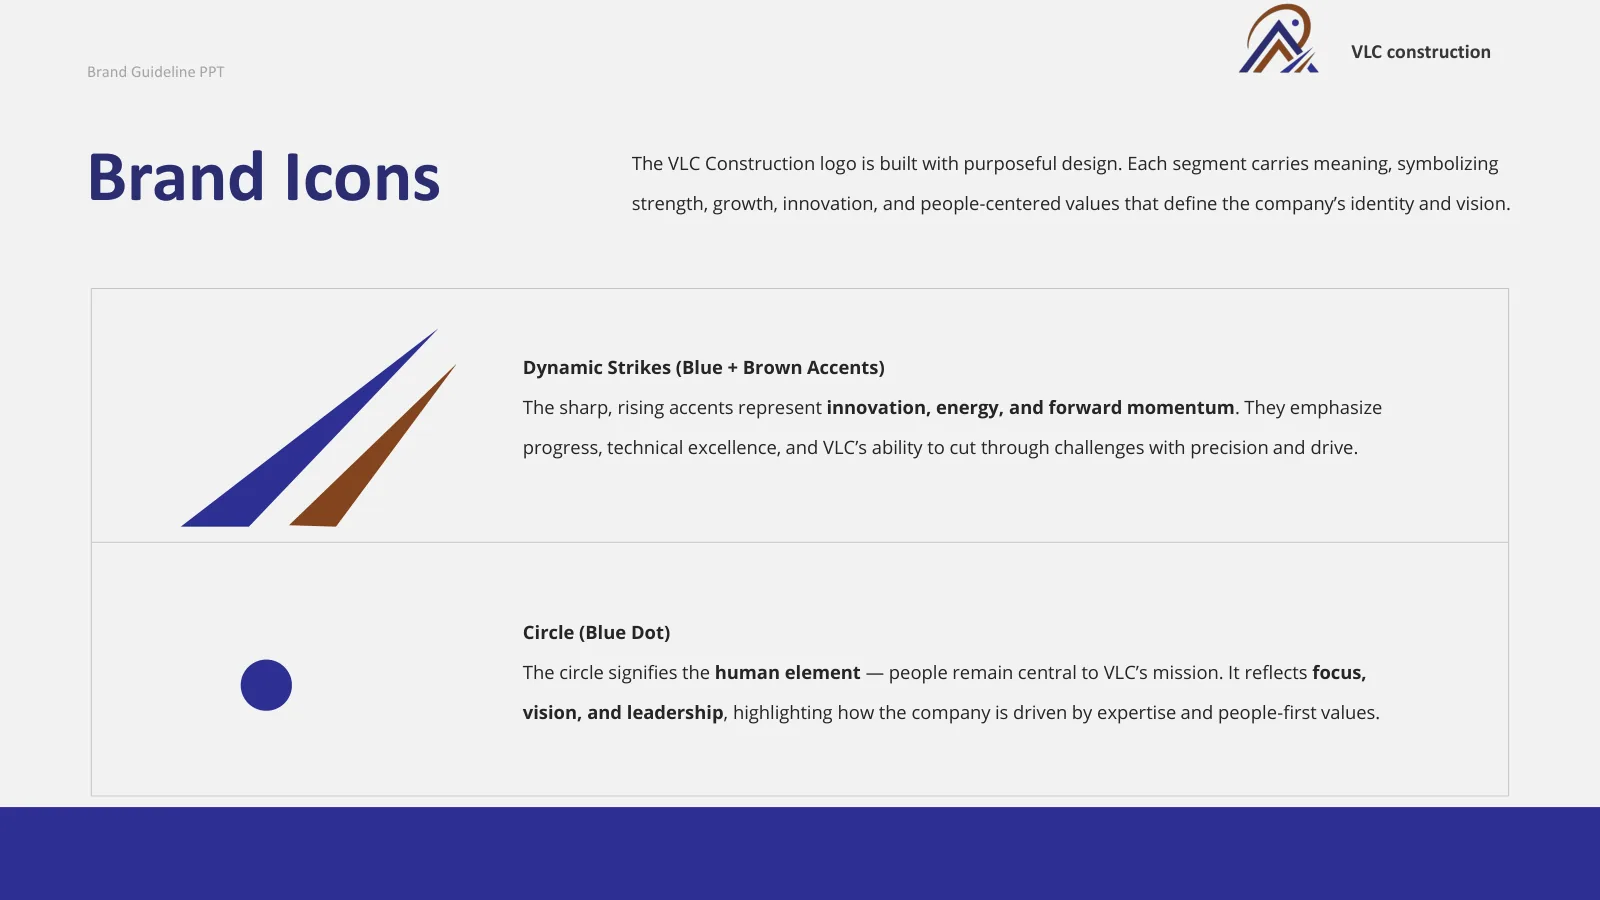 Brand Guideline PPT
VLC construction
Brand Icons
The VLC Construction logo is built with purposeful design. Each segment carries meaning, symbolizing
strength, growth, innovation, and people-centered values that define the company’s identity and vision.
Dynamic Strikes (Blue + Brown Accents)
The sharp, rising accents represent innovation, energy, and forward momentum. They emphasize
progress, technical excellence, and VLC’s ability to cut through challenges with precision and drive.
Circle (Blue Dot)
The circle signifies the human element — people remain central to VLC’s mission. It reflects focus,
vision, and leadership, highlighting how the company is driven by expertise and people-first values.